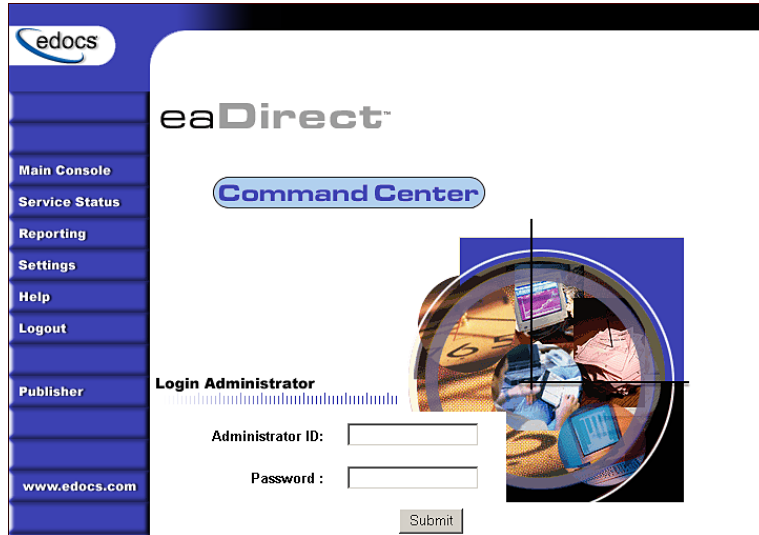 edocs
eaDirect™
Command Center
Main Console
Service Status
Reporting
Settings
Help
Logout
Publisher
www.edocs.com
Login Administrator
Administrator ID:
Password :
Submit